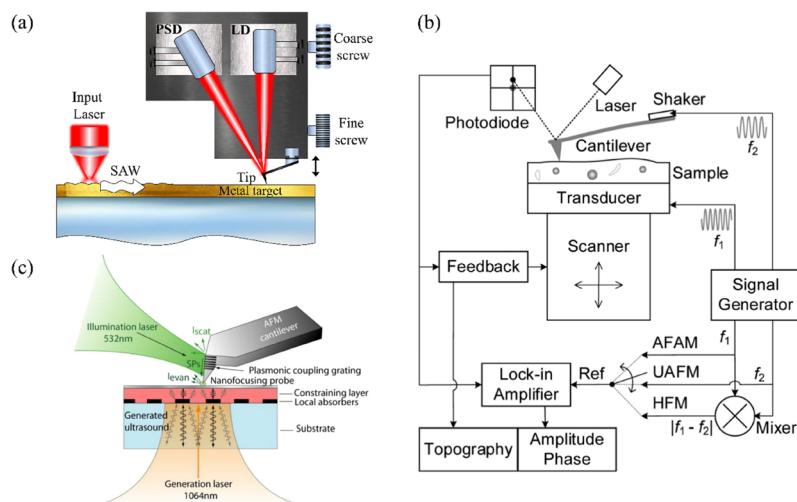 (a)
PSD
LD
Coarse
screw
Input
Laser
Fine
screw
SAW
Tip
Metal target
(b)
Laser
Shaker
Photodiode
f2
Cantilever
Sample
Transducer
f1
Scanner
Feedback
Signal
Generator
AFAM
f1
Lock-in
Amplifier
Ref
UAFM
f2
HFM
|f1 - f2|
Mixer
Topography
Amplitude
Phase
(c)
Illumination laser
532nm
Iscat
AFM
cantilever
SPs
Plasmonic coupling grating
Ievan
Nanofocusing probe
Constraining layer
Local absorbers
Generated
ultrasound
Substrate
Generation laser
1064nm